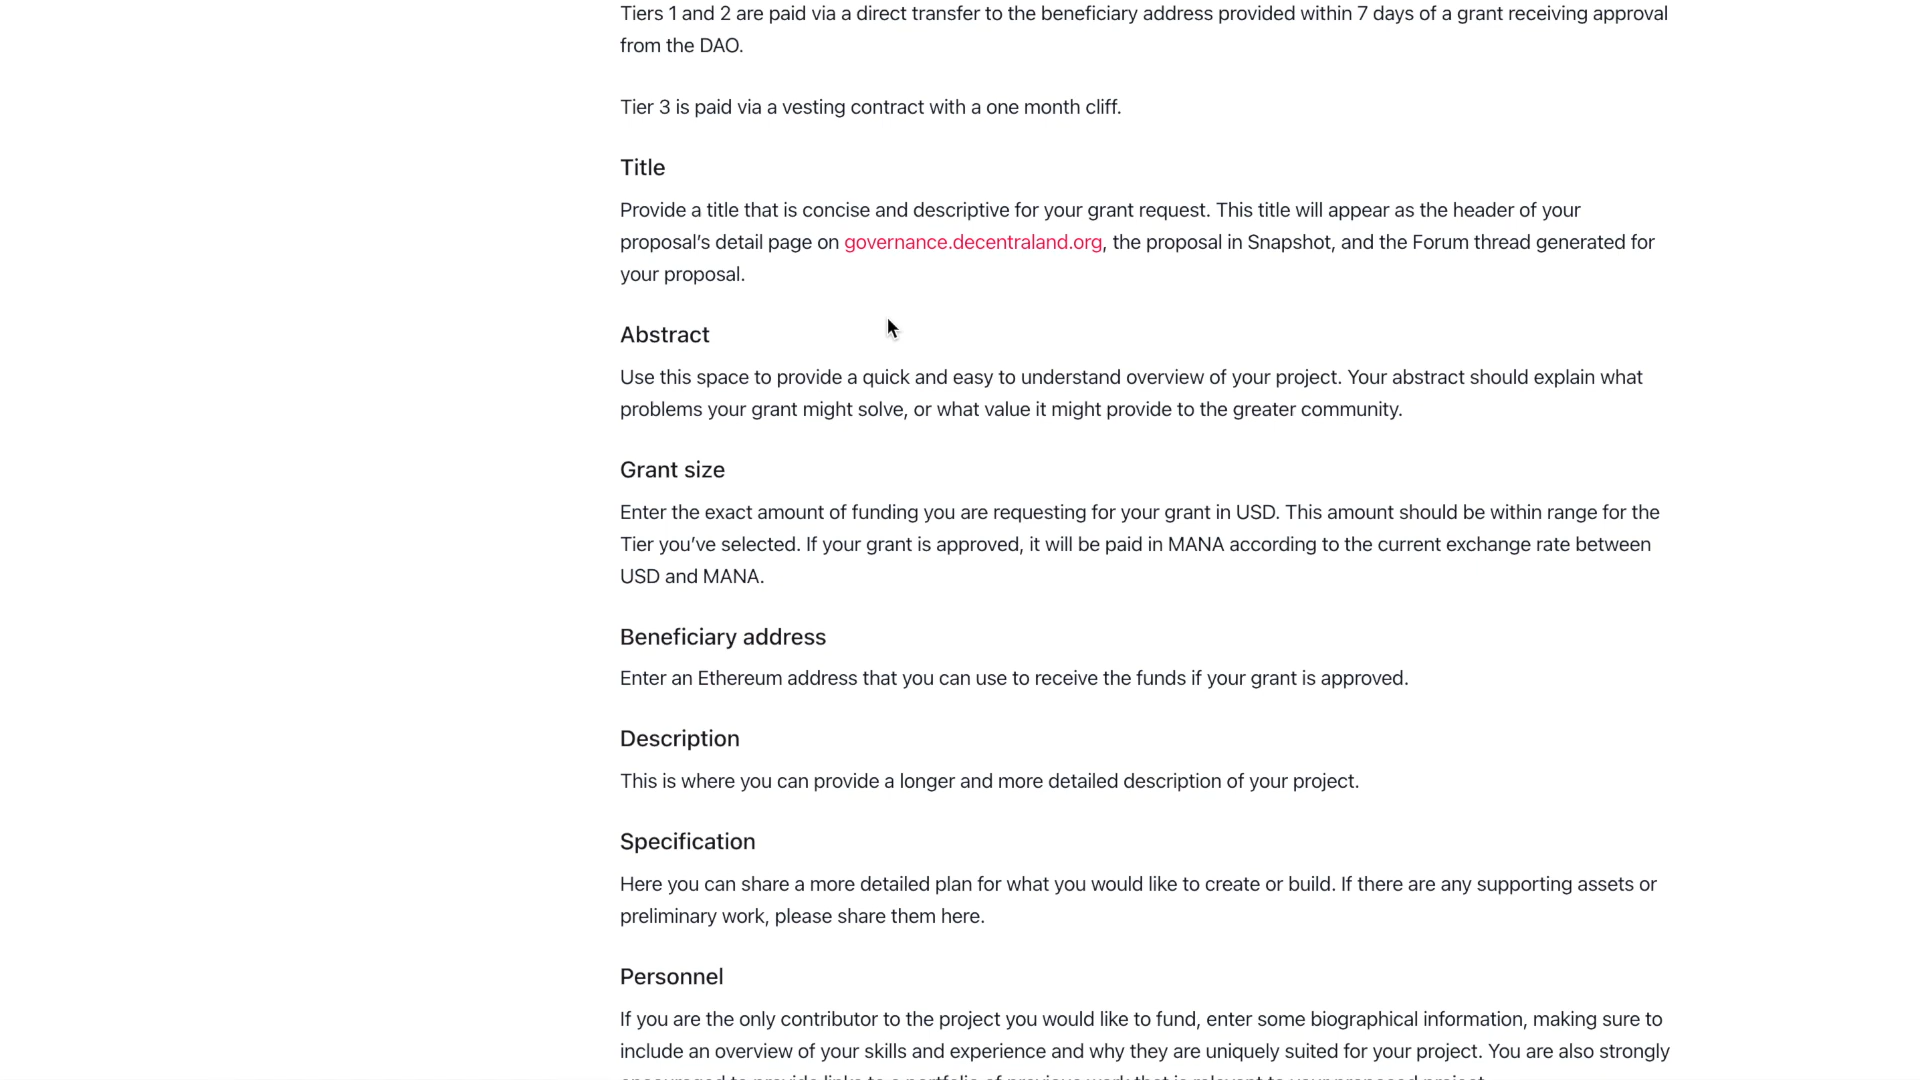 Tiers 1 and 2 are paid via a direct transfer to the beneficiary address provided within 7 days of a grant receiving approval
from the DAO.
Tier 3 is paid via a vesting contract with a one month cliff.
Title
Provide a title that is concise and descriptive for your grant request. This title will appear as the header of your
proposal’s detail page on governance.decentraland.org, the proposal in Snapshot, and the Forum thread generated for
your proposal.
Abstract
Use this space to provide a quick and easy to understand overview of your project. Your abstract should explain what
problems your grant might solve, or what value it might provide to the greater community.
Grant size
Enter the exact amount of funding you are requesting for your grant in USD. This amount should be within range for the
Tier you’ve selected. If your grant is approved, it will be paid in MANA according to the current exchange rate between
USD and MANA.
Beneficiary address
Enter an Ethereum address that you can use to receive the funds if your grant is approved.
Description
This is where you can provide a longer and more detailed description of your project.
Specification
Here you can share a more detailed plan for what you would like to create or build. If there are any supporting assets or
preliminary work, please share them here.
Personnel
If you are the only contributor to the project you would like to fund, enter some biographical information, making sure to
include an overview of your skills and experience and why they are uniquely suited for your project. You are also strongly